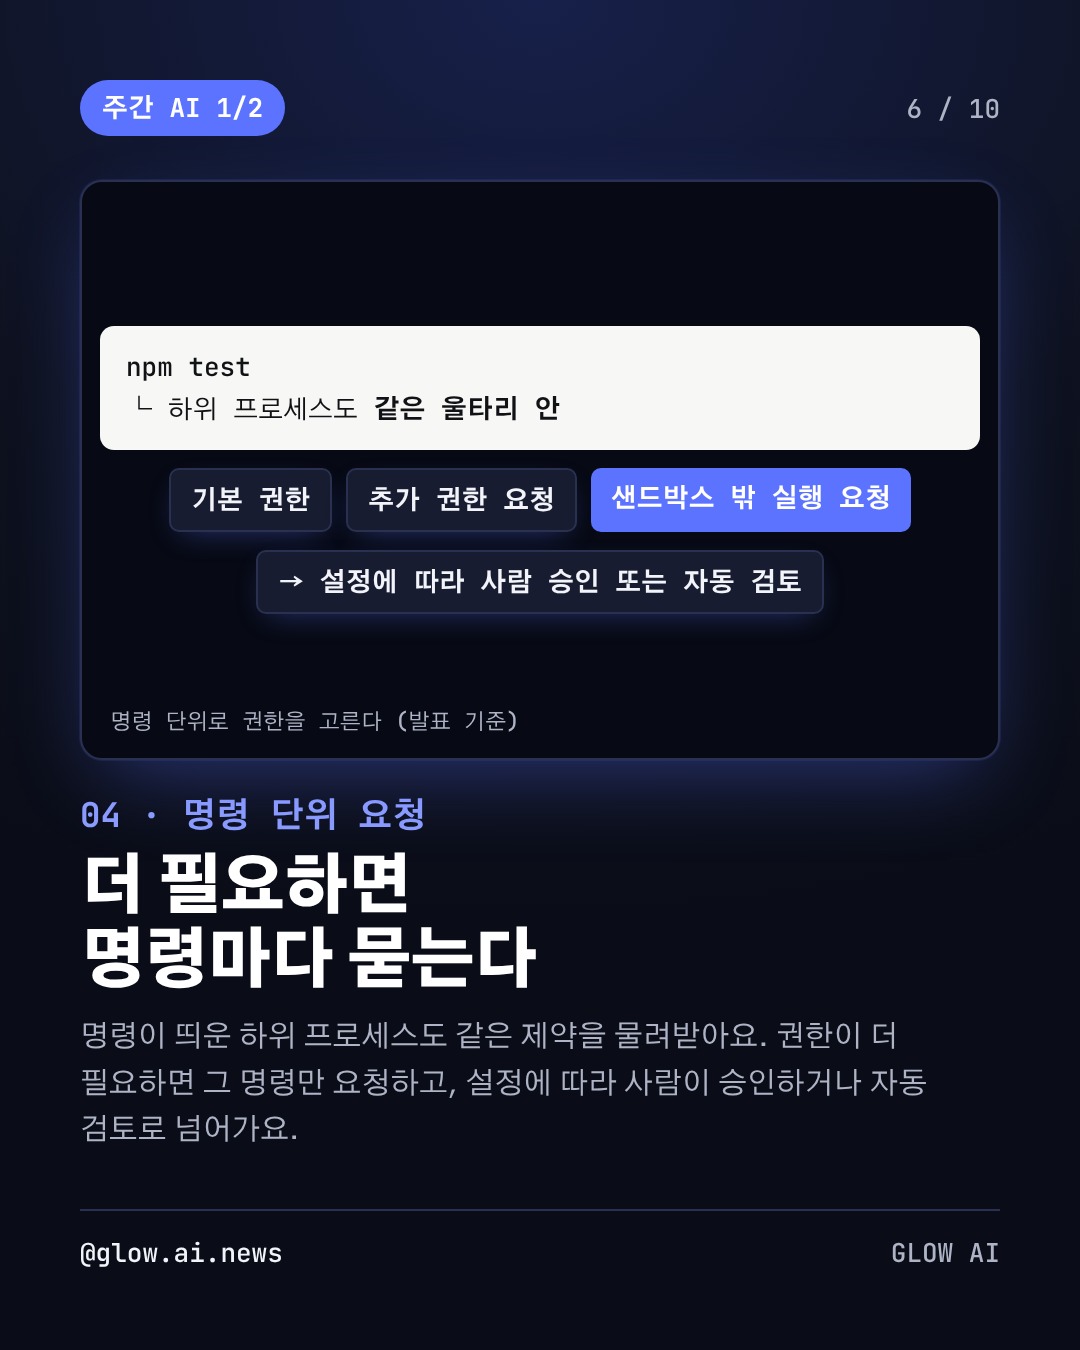 주간 AI 1/2
6 / 10
npm test
└ 하위 프로세스도 같은 울타리 안
기본 권한
추가 권한 요청
샌드박스 밖 실행 요청
→ 설정에 따라 사람 승인 또는 자동 검토
명령 단위로 권한을 고른다 (발표 기준)
04 · 명령 단위 요청
더 필요하면
명령마다 묻는다
명령이 띄운 하위 프로세스도 같은 제약을 물려받아요. 권한이 더
필요하면 그 명령만 요청하고, 설정에 따라 사람이 승인하거나 자동
검토로 넘어가요.
@glow.ai.news
GLOW AI